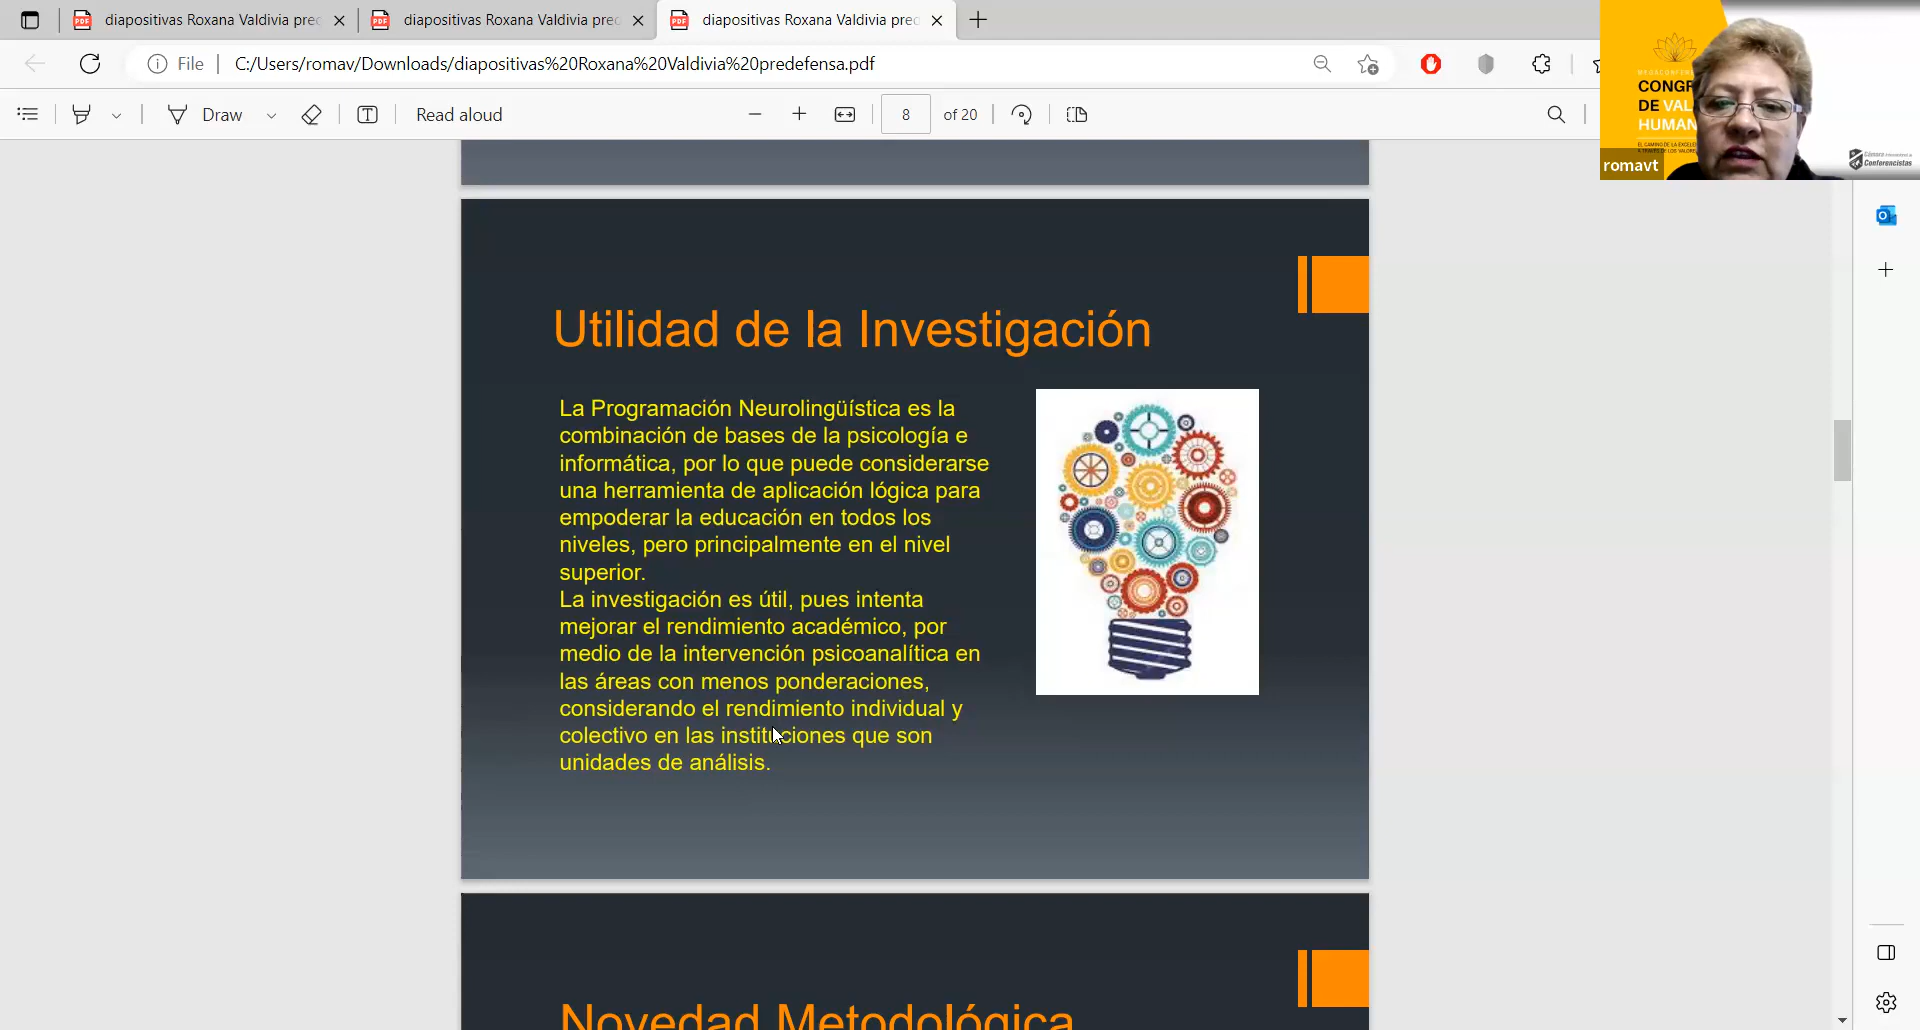 diapositivas Roxana Valdivia pred
diapositivas Roxana Valdivia pred
diapositivas Roxana Valdivia pred
File
C:/Users/romav/Downloads/diapositivas%20Roxana%20Valdivia%20predefensa.pdf
Draw
Read aloud
8
of 20
CONGR
DE VAL
HUMAN
romavt
Conferencistas
Utilidad de la Investigación
La Programación Neurolingüística es la
combinación de bases de la psicología e
informática, por lo que puede considerarse
una herramienta de aplicación lógica para
empoderar la educación en todos los
niveles, pero principalmente en el nivel
superior.
La investigación es útil, pues intenta
mejorar el rendimiento académico, por
medio de la intervención psicoanalítica en
las áreas con menos ponderaciones,
considerando el rendimiento individual y
colectivo en las instituciones que son
unidades de análisis.
Novedad Metodológica